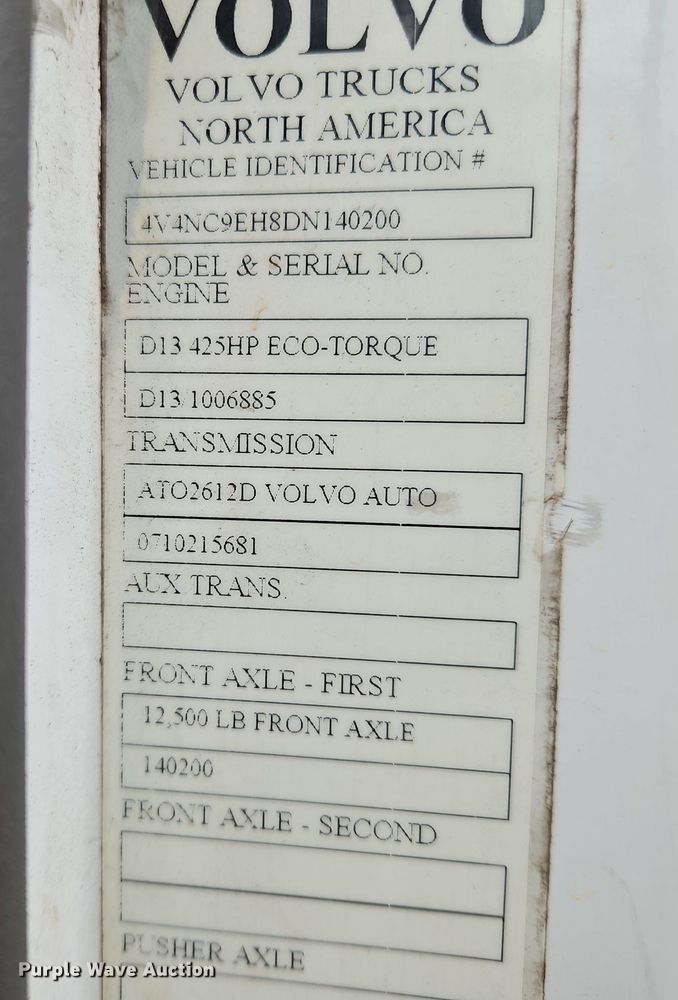 VOLVO
VOLVO TRUCKS
NORTH AMERICA
VEHICLE IDENTIFICATION #
4V4NC9EH8DN140200
MODEL & SERIAL NO.
ENGINE
D13 425HP ECO-TORQUE
D13 1006885
TRANSMISSION
ATO2612D VOLVO AUTO
0710215681
AUX TRANS.
FRONT AXLE - FIRST
12,500 LB FRONT AXLE
140200
FRONT AXLE - SECOND
PUSHER AXLE
Purple Wave Auction